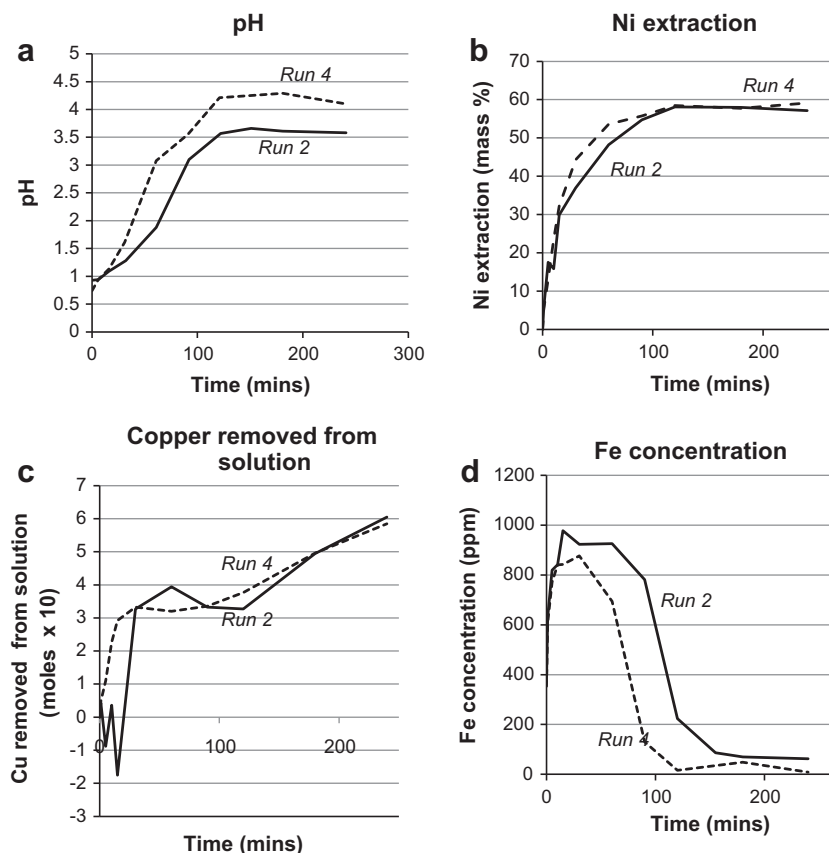 a
pH
5
4.5
4
3.5
3
2.5
2
1.5
1
0.5
0
pH
Run 4
Run 2
0 100 200 300
Time (mins)
b
Ni extraction
70
60
50
40
30
20
10
0
Ni extraction (mass %)
Run 4
Run 2
0 100 200
Time (mins)
c
Copper removed from
solution
7
6
5
4
3
2
1
0
-1
-2
-3
Cu removed from solution
(moles x 10)
Run 4
Run 2
0 100 200
Time (mins)
d
Fe concentration
1200
1000
800
600
400
200
0
Fe concentration (ppm)
Run 2
Run 4
0 100 200
Time (mins)